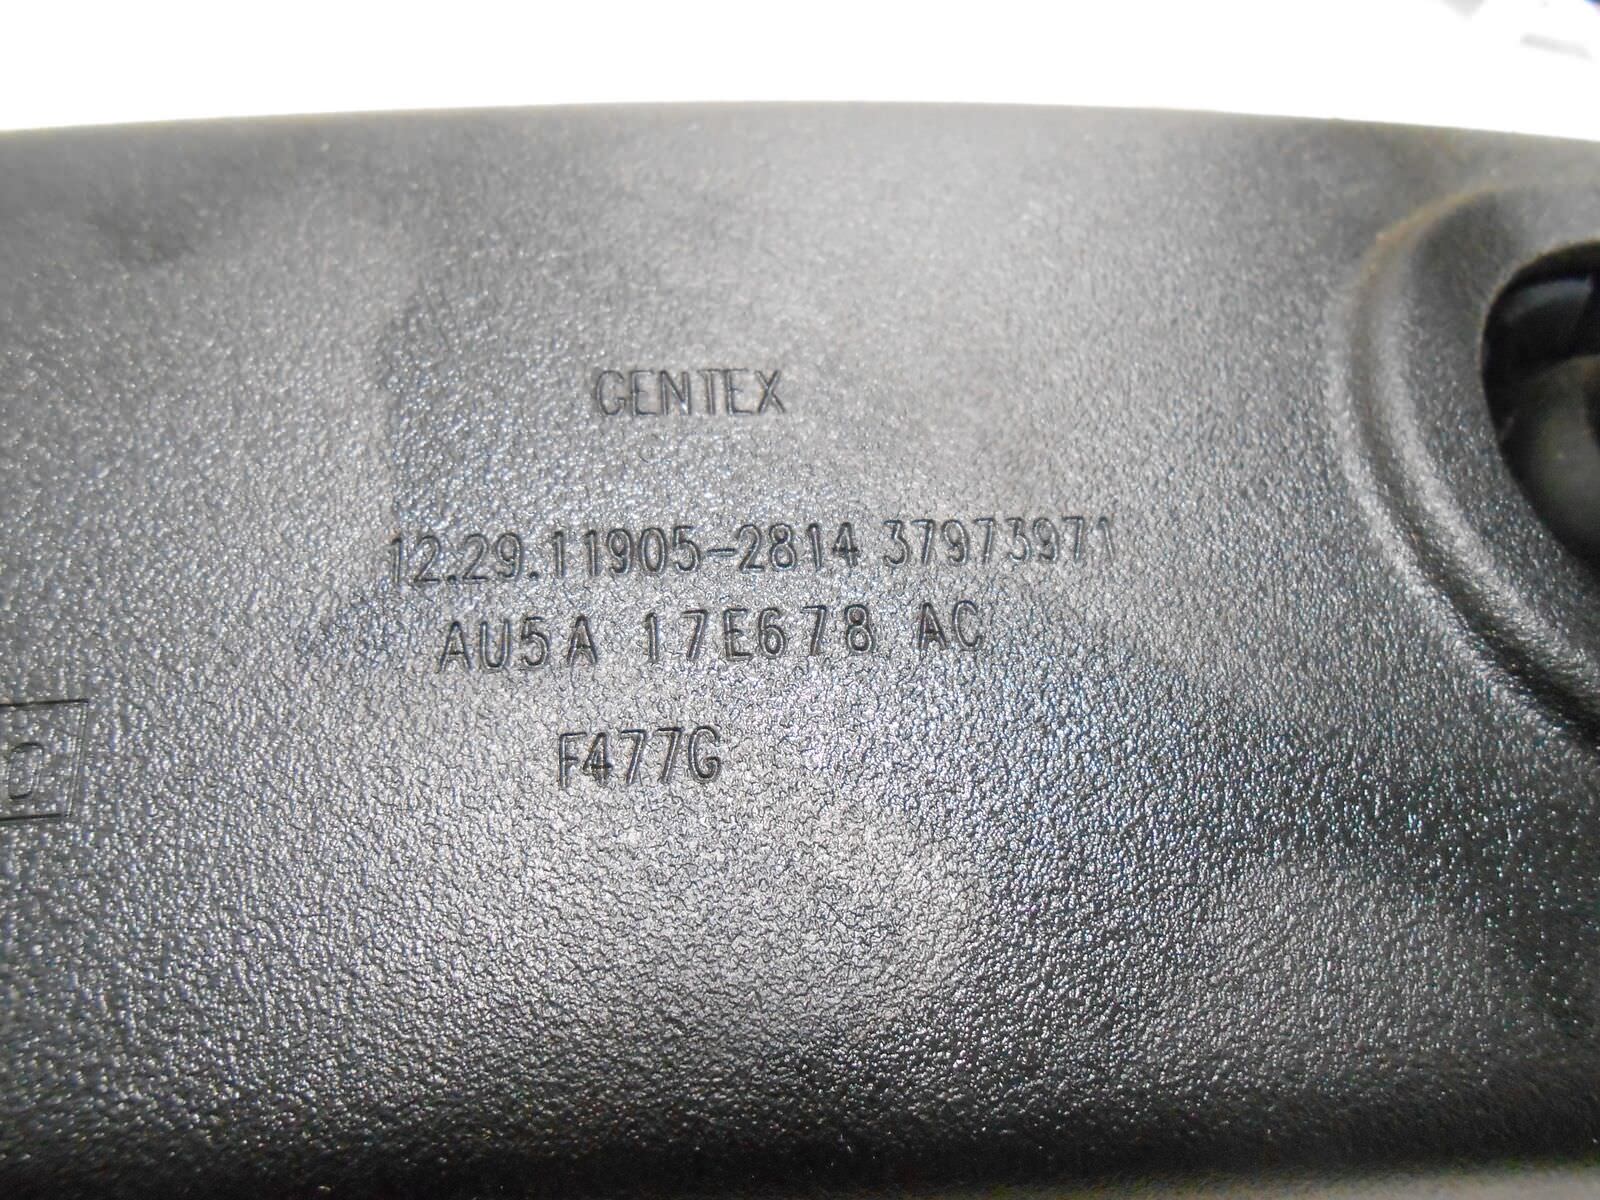 GENTEX
12.29.11905-2814 37973971
AU5A 17E678 AC
F477G